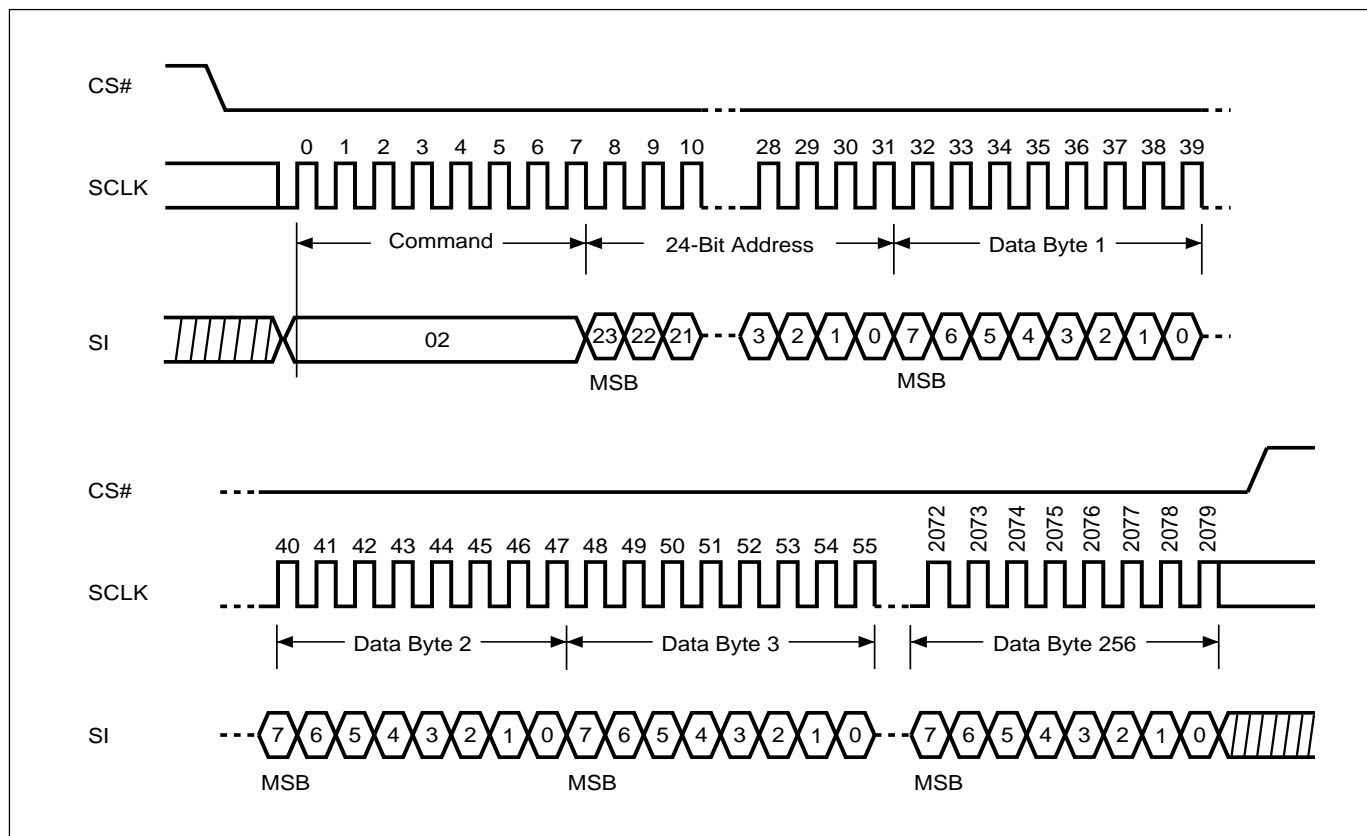 CS#
0 1 2 3 4 5 6 7 8 9 10 28 29 30 31 32 33 34 35 36 37 38 39
SCLK
Command 24-Bit Address Data Byte 1
SI 02 23 22 21 3 2 1 0 7 6 5 4 3 2 1 0
MSB MSB
CS#
40 41 42 43 44 45 46 47 48 49 50 51 52 53 54 55 2072 2073 2074 2075 2076 2077 2078 2079
SCLK
Data Byte 2 Data Byte 3 Data Byte 256
SI 7 6 5 4 3 2 1 0 7 6 5 4 3 2 1 0 7 6 5 4 3 2 1 0
MSB MSB MSB